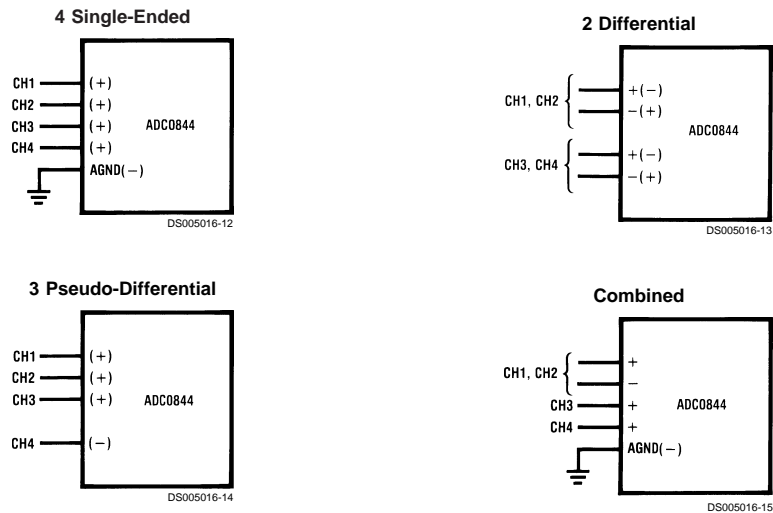 4 Single-Ended
CH1 (+)
CH2 (+)
CH3 (+) ADC0844
CH4 (+)
AGND(−)
DS005016-12
2 Differential
CH1, CH2 +(−)
−(+)
ADC0844
CH3, CH4 +(−)
−(+)
DS005016-13
3 Pseudo-Differential
CH1 (+)
CH2 (+)
CH3 (+) ADC0844
CH4 (−)
DS005016-14
Combined
CH1, CH2 +
−
CH3 + ADC0844
CH4 +
AGND(−)
DS005016-15